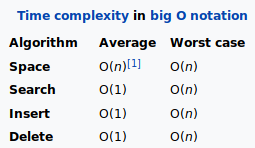 Time complexity in big O notation
Algorithm Average Worst case
Space O(n)[1] O(n)
Search O(1) O(n)
Insert O(1) O(n)
Delete O(1) O(n)